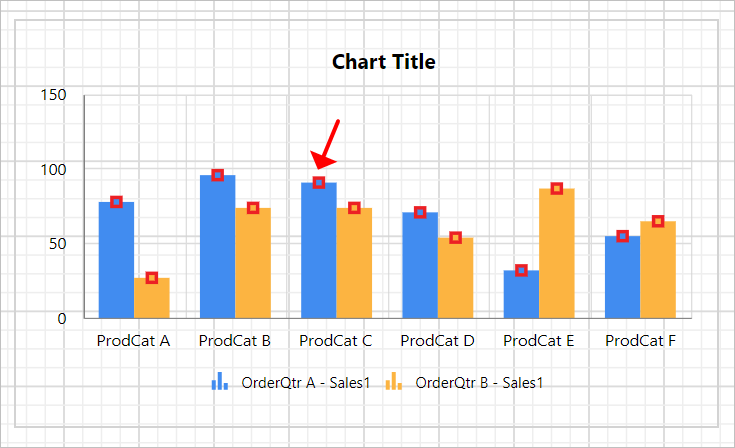 Chart Title
150
100
50
0
ProdCat A ProdCat B ProdCat C ProdCat D ProdCat E ProdCat F
OrderQtr A - Sales1 OrderQtr B - Sales1